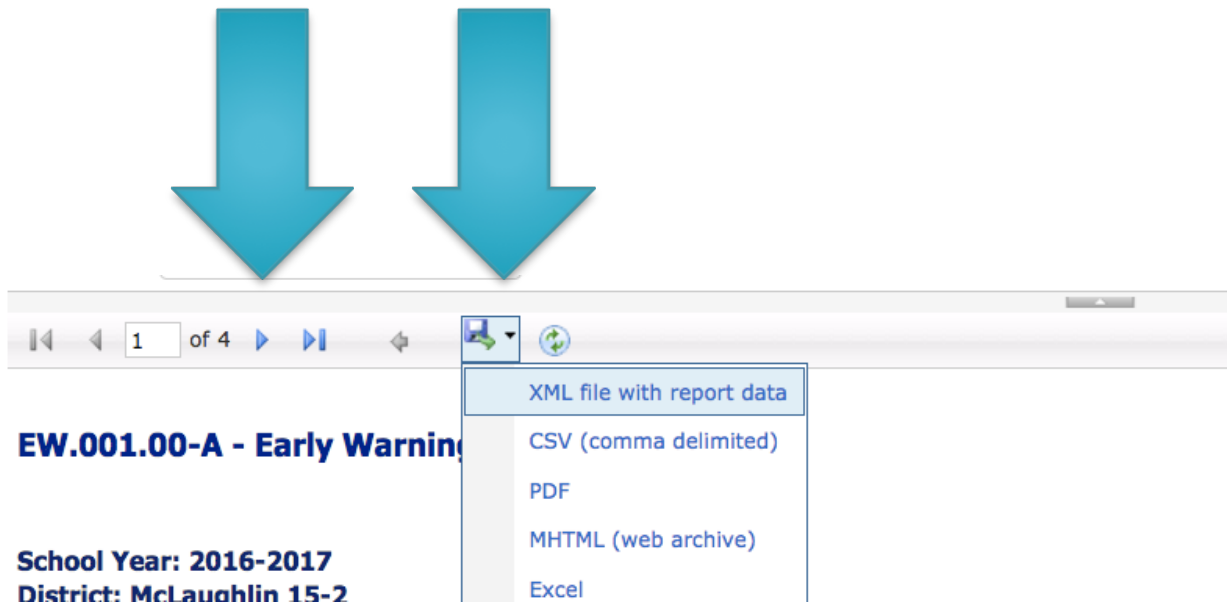 1 of 4
XML file with report data
EW.001.00-A - Early Warning
CSV (comma delimited)
PDF
MHTML (web archive)
School Year: 2016-2017
Excel
District: McLaughlin 15-2